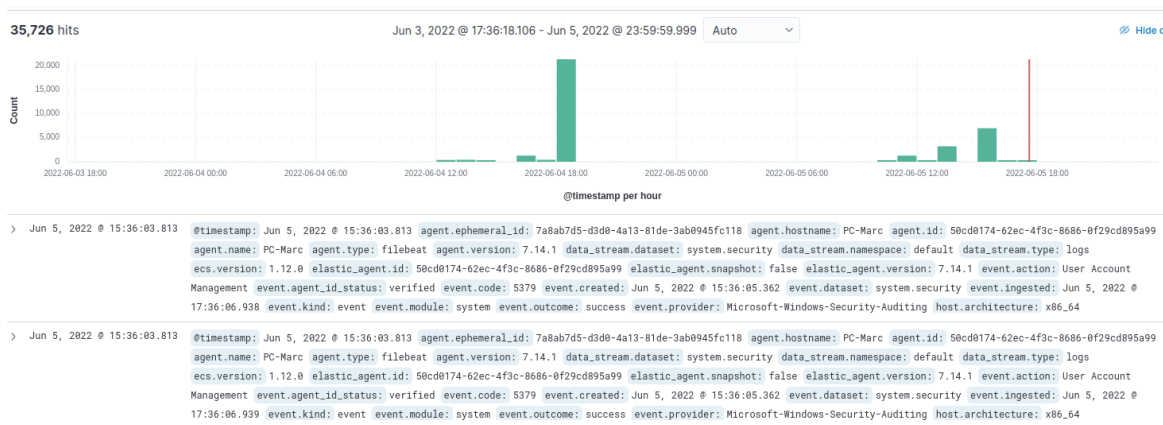 35,726 hits
Jun 3, 2022 @ 17:36:18.106 - Jun 5, 2022 @ 23:59:59.999 Auto
Hide c
20,000
15,000
10,000
5,000
0
Count
2022-06-03 18:00 2022-06-04 00:00 2022-06-04 06:00 2022-06-04 12:00 2022-06-04 18:00 2022-06-05 00:00 2022-06-05 06:00 2022-06-05 12:00 2022-06-05 18:00
@timestamp per hour
Jun 5, 2022 @ 15:36:03.813 @timestamp: Jun 5, 2022 @ 15:36:03.813 agent.ephemeral_id: 7a8ab7d5-d3d0-4a13-81de-3ab0945fc118 agent.hostname: PC-Marc agent.id: 50cd0174-62ec-4f3c-8686-0f29cd895a99
agent.name: PC-Marc agent.type: filebeat agent.version: 7.14.1 data_stream.dataset: system.security data_stream.namespace: default data_stream.type: logs
ecs.version: 1.12.0 elastic_agent.id: 50cd0174-62ec-4f3c-8686-0f29cd895a99 elastic_agent.snapshot: false elastic_agent.version: 7.14.1 event.action: User Account
Management event.agent_id_status: verified event.code: 5379 event.created: Jun 5, 2022 @ 15:36:05.362 event.dataset: system.security event.ingested: Jun 5, 2022 @
17:36:06.938 event.kind: event event.module: system event.outcome: success event.provider: Microsoft-Windows-Security-Auditing host.architecture: x86_64
Jun 5, 2022 @ 15:36:03.813 @timestamp: Jun 5, 2022 @ 15:36:03.813 agent.ephemeral_id: 7a8ab7d5-d3d0-4a13-81de-3ab0945fc118 agent.hostname: PC-Marc agent.id: 50cd0174-62ec-4f3c-8686-0f29cd895a99
agent.name: PC-Marc agent.type: filebeat agent.version: 7.14.1 data_stream.dataset: system.security data_stream.namespace: default data_stream.type: logs
ecs.version: 1.12.0 elastic_agent.id: 50cd0174-62ec-4f3c-8686-0f29cd895a99 elastic_agent.snapshot: false elastic_agent.version: 7.14.1 event.action: User Account
Management event.agent_id_status: verified event.code: 5379 event.created: Jun 5, 2022 @ 15:36:05.362 event.dataset: system.security event.ingested: Jun 5, 2022 @
17:36:06.939 event.kind: event event.module: system event.outcome: success event.provider: Microsoft-Windows-Security-Auditing host.architecture: x86_64